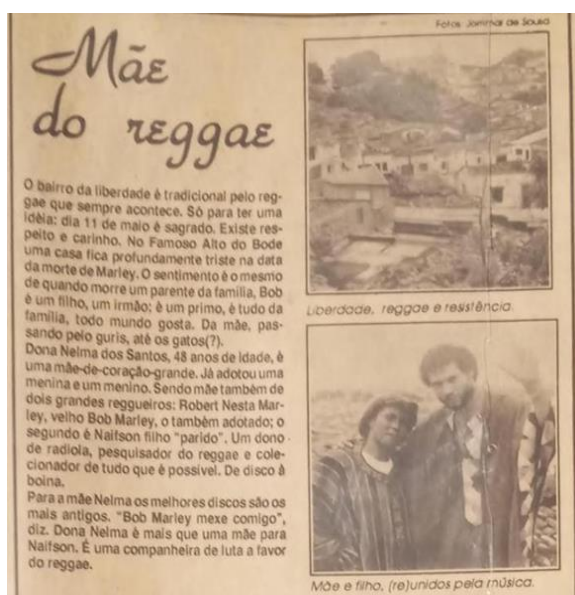 Fotos Jommar de Sousa
Mãe
do reggae
O bairro da liberdade é tradicional pelo reg-
gae que sempre acontece. Só para ter uma
idéia: dia 11 de maio é sagrado. Existe res-
peito e carinho. No Famoso Alto do Bode
uma casa fica profundamente triste na data
da morte de Marley. O sentimento é o mesmo
de quando morre um parente da família, Bob
é um filho, um irmão; é um primo, é tudo da
família, todo mundo gosta. Da mãe, pas-
sando pelo guris, até os gatos(?).
Dona Nelma dos Santos, 48 anos de idade, é
uma mãe-de-coração-grande. Já adotou uma
menina e um menino. Sendo mãe também de
dois grandes reggueiros: Robert Nesta Mar-
ley, velho Bob Marley, o também adotado; o
segundo é Naifson filho "parido". Um dono
de radiola, pesquisador do reggae e cole-
cionador de tudo que é possível. De disco à
boina.
Para a mãe Nelma os melhores discos são os
mais antigos. "Bob Marley mexe comigo",
diz. Dona Nelma é mais que uma mãe para
Naifson. É uma companheira de luta a favor
do reggae.
Liberdade, reggae e resistência.
Mãe e filho, (re)unidos pela música.